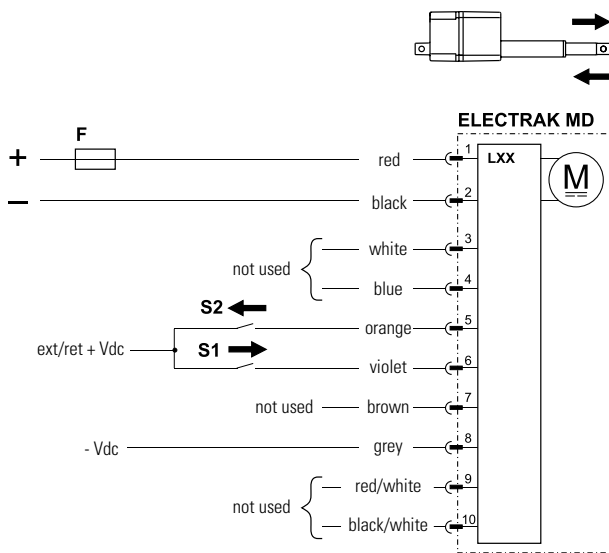 ELECTRAK MD
F
+
red
1
LXX
M
–
black
2
white
3
not used
blue
4
S2
orange
5
ext/ret + Vdc
S1
violet
6
not used
brown
7
- Vdc
grey
8
red/white
9
not used
black/white
10